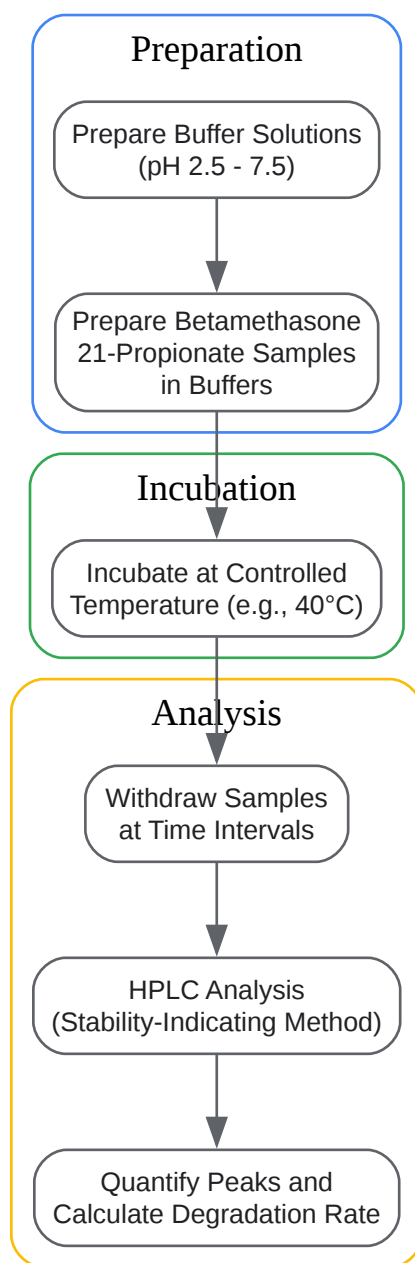 Preparation
Prepare Buffer Solutions
(pH 2.5 - 7.5)
Prepare Betamethasone
21-Propionate Samples
in Buffers
Incubation
Incubate at Controlled
Temperature (e.g., 40°C)
Analysis
Withdraw Samples
at Time Intervals
HPLC Analysis
(Stability-Indicating Method)
Quantify Peaks and
Calculate Degradation Rate